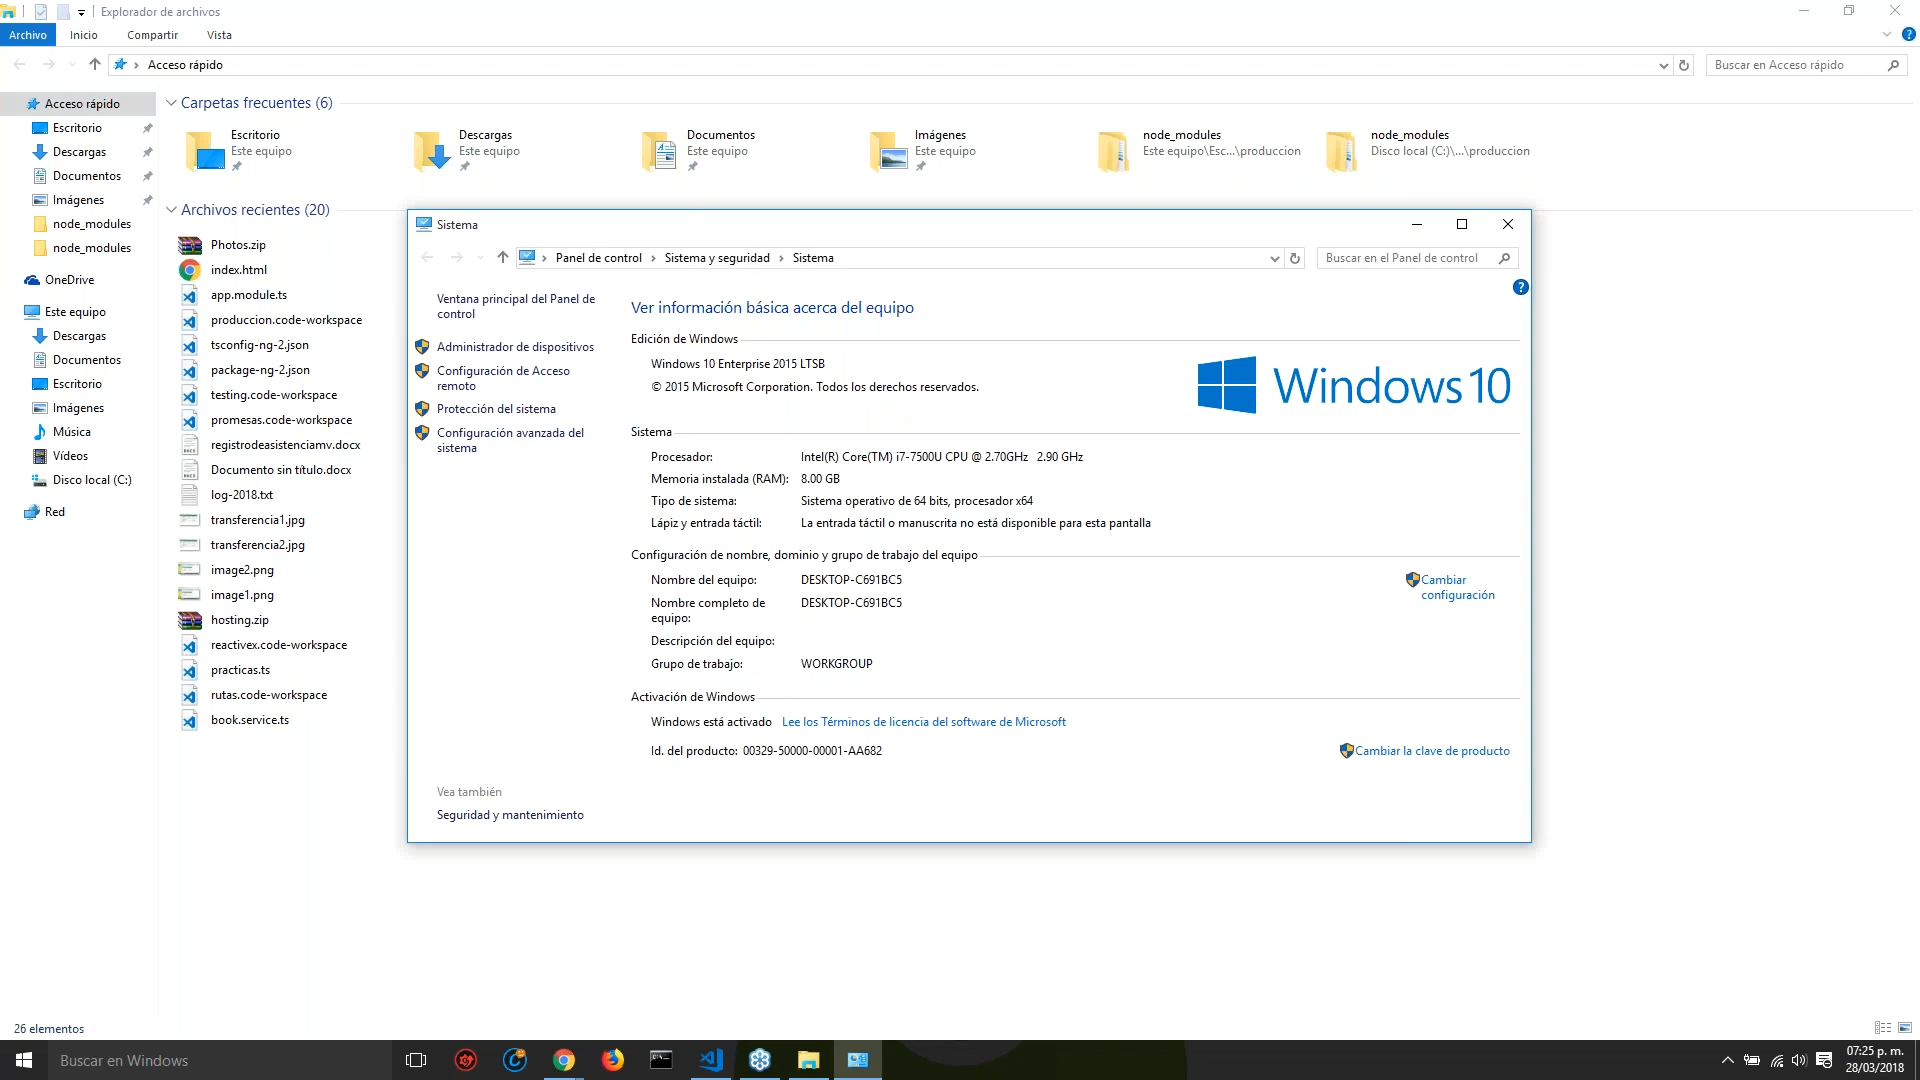 Explorador de archivos
Archivo Inicio Compartir Vista
Acceso rápido
Buscar en Acceso rápido
Acceso rápido
Escritorio
Descargas
Documentos
Imágenes
node_modules
node_modules
OneDrive
Este equipo
Descargas
Documentos
Escritorio
Imágenes
Música
Vídeos
Disco local (C:)
Red
Carpetas frecuentes (6)
Escritorio
Este equipo
Descargas
Este equipo
Documentos
Este equipo
Imágenes
Este equipo
node_modules
Este equipo\Esc...\produccion
node_modules
Disco local (C:)\...\produccion
Archivos recientes (20)
Photos.zip
index.html
app.module.ts
produccion.code-workspace
tsconfig-ng-2.json
package-ng-2.json
testing.code-workspace
promesas.code-workspace
registrodeasistenciamv.docx
Documento sin título.docx
log-2018.txt
transferencia1.jpg
transferencia2.jpg
image2.png
image1.png
hosting.zip
reactivex.code-workspace
practicas.ts
rutas.code-workspace
book.service.ts
Sistema
Panel de control Sistema y seguridad Sistema
Buscar en el Panel de control
Ventana principal del Panel de
control
Administrador de dispositivos
Configuración de Acceso
remoto
Protección del sistema
Configuración avanzada del
sistema
Vea también
Seguridad y mantenimiento
Ver información básica acerca del equipo
Edición de Windows
Windows 10 Enterprise 2015 LTSB
© 2015 Microsoft Corporation. Todos los derechos reservados.
Windows 10
Sistema
Procesador: Intel(R) Core(TM) i7-7500U CPU @ 2.70GHz 2.90 GHz
Memoria instalada (RAM): 8.00 GB
Tipo de sistema: Sistema operativo de 64 bits, procesador x64
Lápiz y entrada táctil: La entrada táctil o manuscrita no está disponible para esta pantalla
Configuración de nombre, dominio y grupo de trabajo del equipo
Nombre del equipo: DESKTOP-C691BC5
Nombre completo de
equipo: DESKTOP-C691BC5
Descripción del equipo:
Grupo de trabajo: WORKGROUP
Cambiar
configuración
Activación de Windows
Windows está activado Lee los Términos de licencia del software de Microsoft
Id. del producto: 00329-50000-00001-AA682
Cambiar la clave de producto
26 elementos
Buscar en Windows
07:25 p. m.
28/03/2018